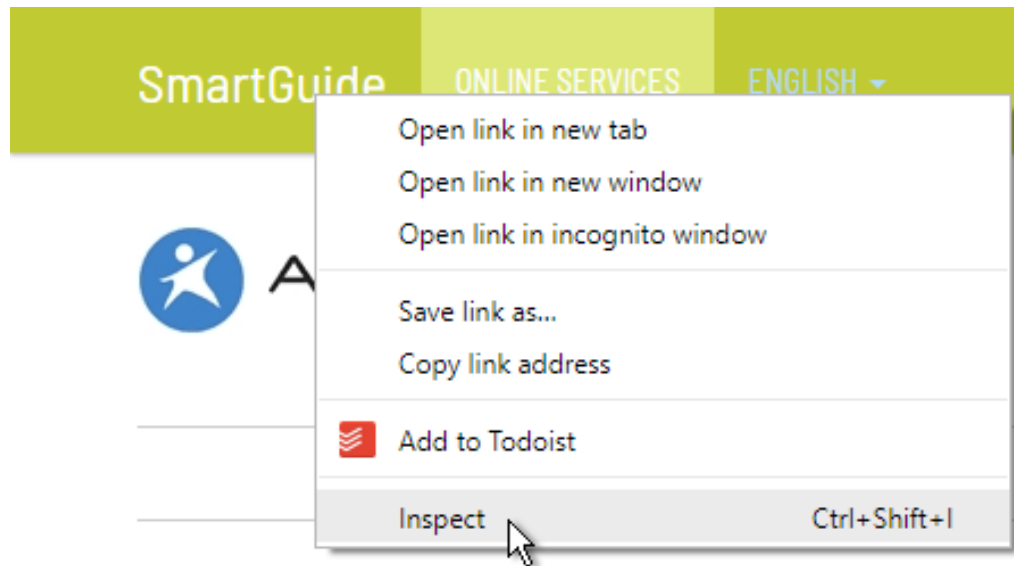 SmartGuide ONLINE SERVICES ENGLISH
Open link in new tab
Open link in new window
Open link in incognito window
A
Save link as...
Copy link address
Add to Todoist
Inspect Ctrl+Shift+I